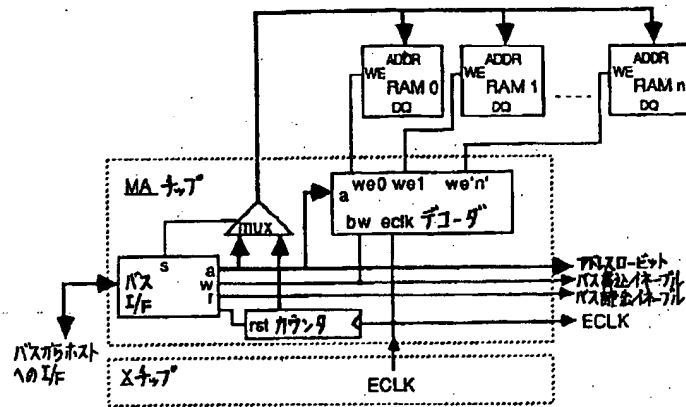 ADDR
WE
RAM 0
DQ
ADDR
WE
RAM 1
DQ
ADDR
WE
RAM n
DQ
MA チップ
we0 we1 we'n'
a
bw eclk デコーダ
mux
s
バス
I/F
a
w
r
rst カウンタ
アドレスロービット
バス書込イネーブル
バス読出イネーブル
ECLK
バスからホスト
へのI/F
Xチップ
ECLK